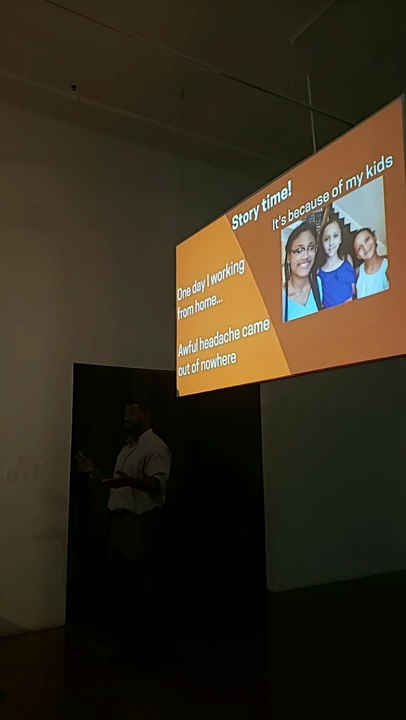 Story time!
It's because of my kids
One day I working
from home...
Awful headache came
out of nowhere